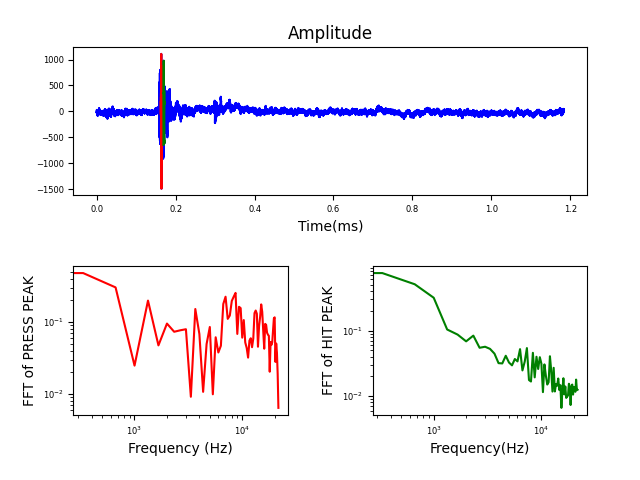 Amplitude
1000
500
0
−500
−1000
−1500
0.0 0.2 0.4 0.6 0.8 1.0 1.2
Time(ms)
FFT of PRESS PEAK
10⁻¹
10⁻²
10³ 10⁴
Frequency (Hz)
FFT of HIT PEAK
10⁻¹
10⁻²
10³ 10⁴
Frequency(Hz)